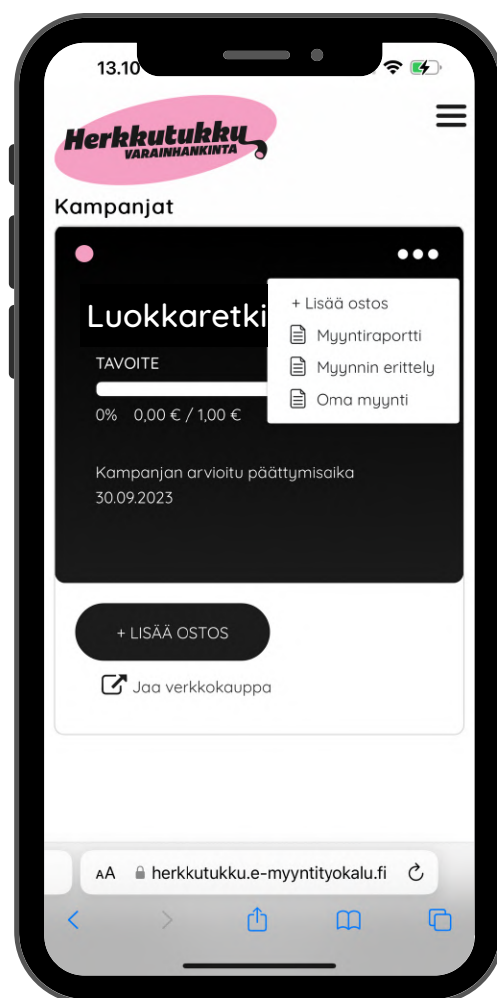 13.10
Herkkutukku
VARAINHANKINTA
Kampanjat
Luokkaretki
+ Lisää ostos
Myyntiraportti
Myynnin erittely
Oma myynti
TAVOITE
0% 0,00 € / 1,00 €
Kampanjan arvioitu päättymisaika
30.09.2023
+ LISÄÄ OSTOS
Jaa verkkokauppa
AA herkkutukku.e-myyntityokalu.fi